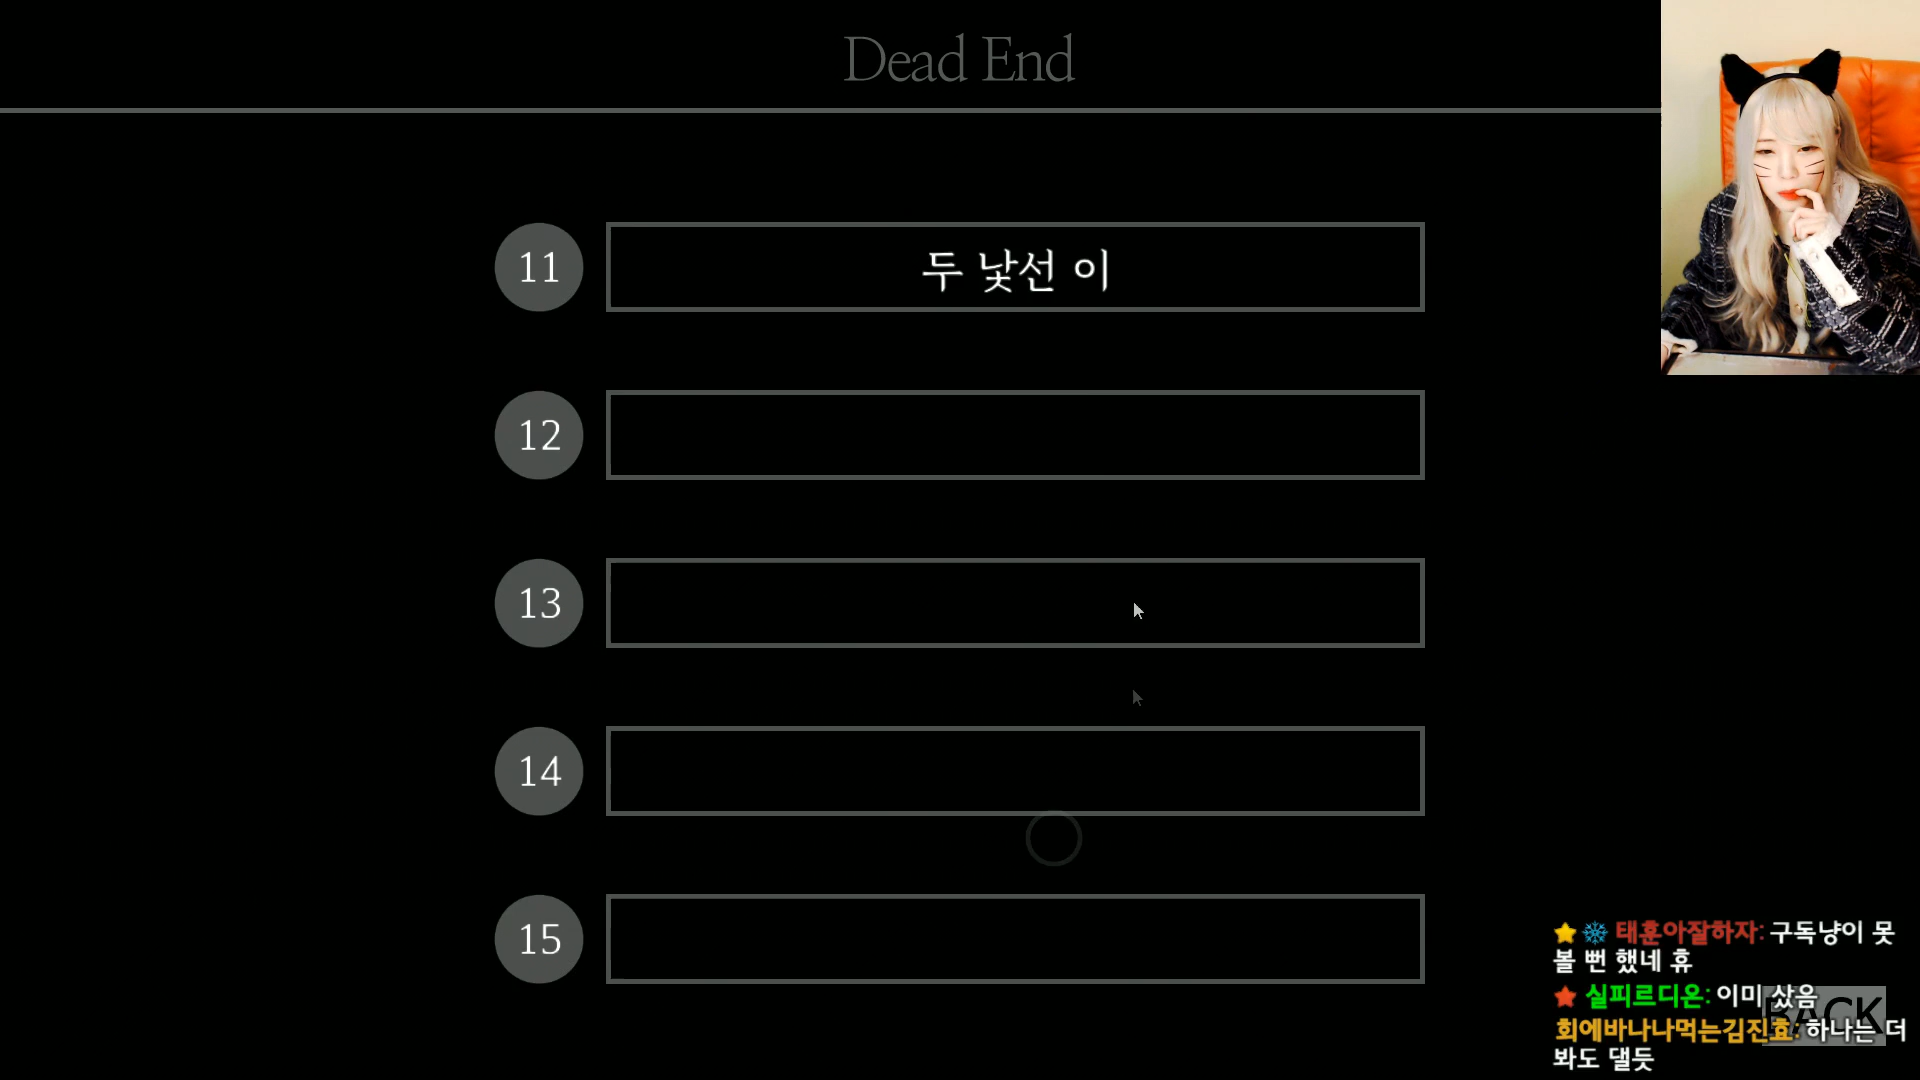 Dead End
11
두 낯선 이
12
13
14
15
태훈아잘하자: 구독냥이 못
볼 뻔 했네 휴
실피르디온: 이미 샀음
회에바나나먹는김진효: 하나는 더
봐도 댈듯
BACK